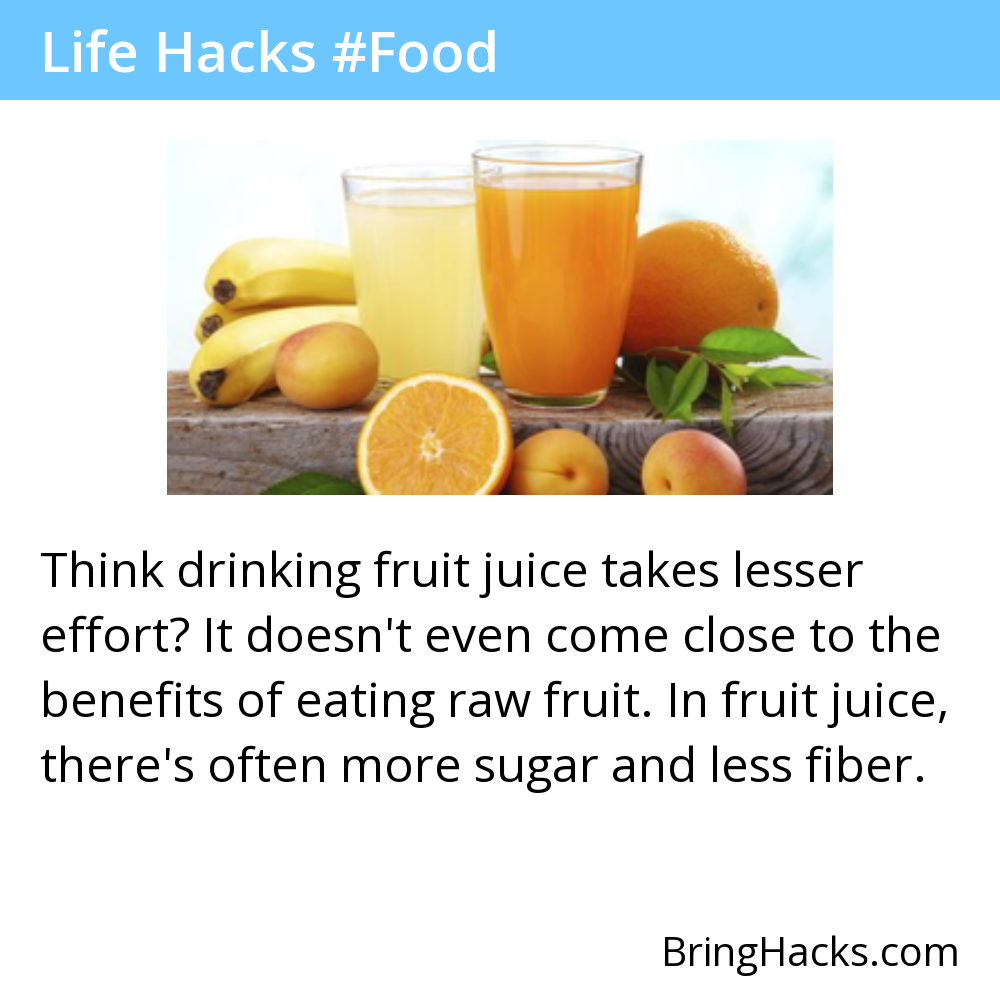 Life Hacks #Food
Think drinking fruit juice takes lesser
effort? It doesn't even come close to the
benefits of eating raw fruit. In fruit juice,
there's often more sugar and less fiber.
BringHacks.com